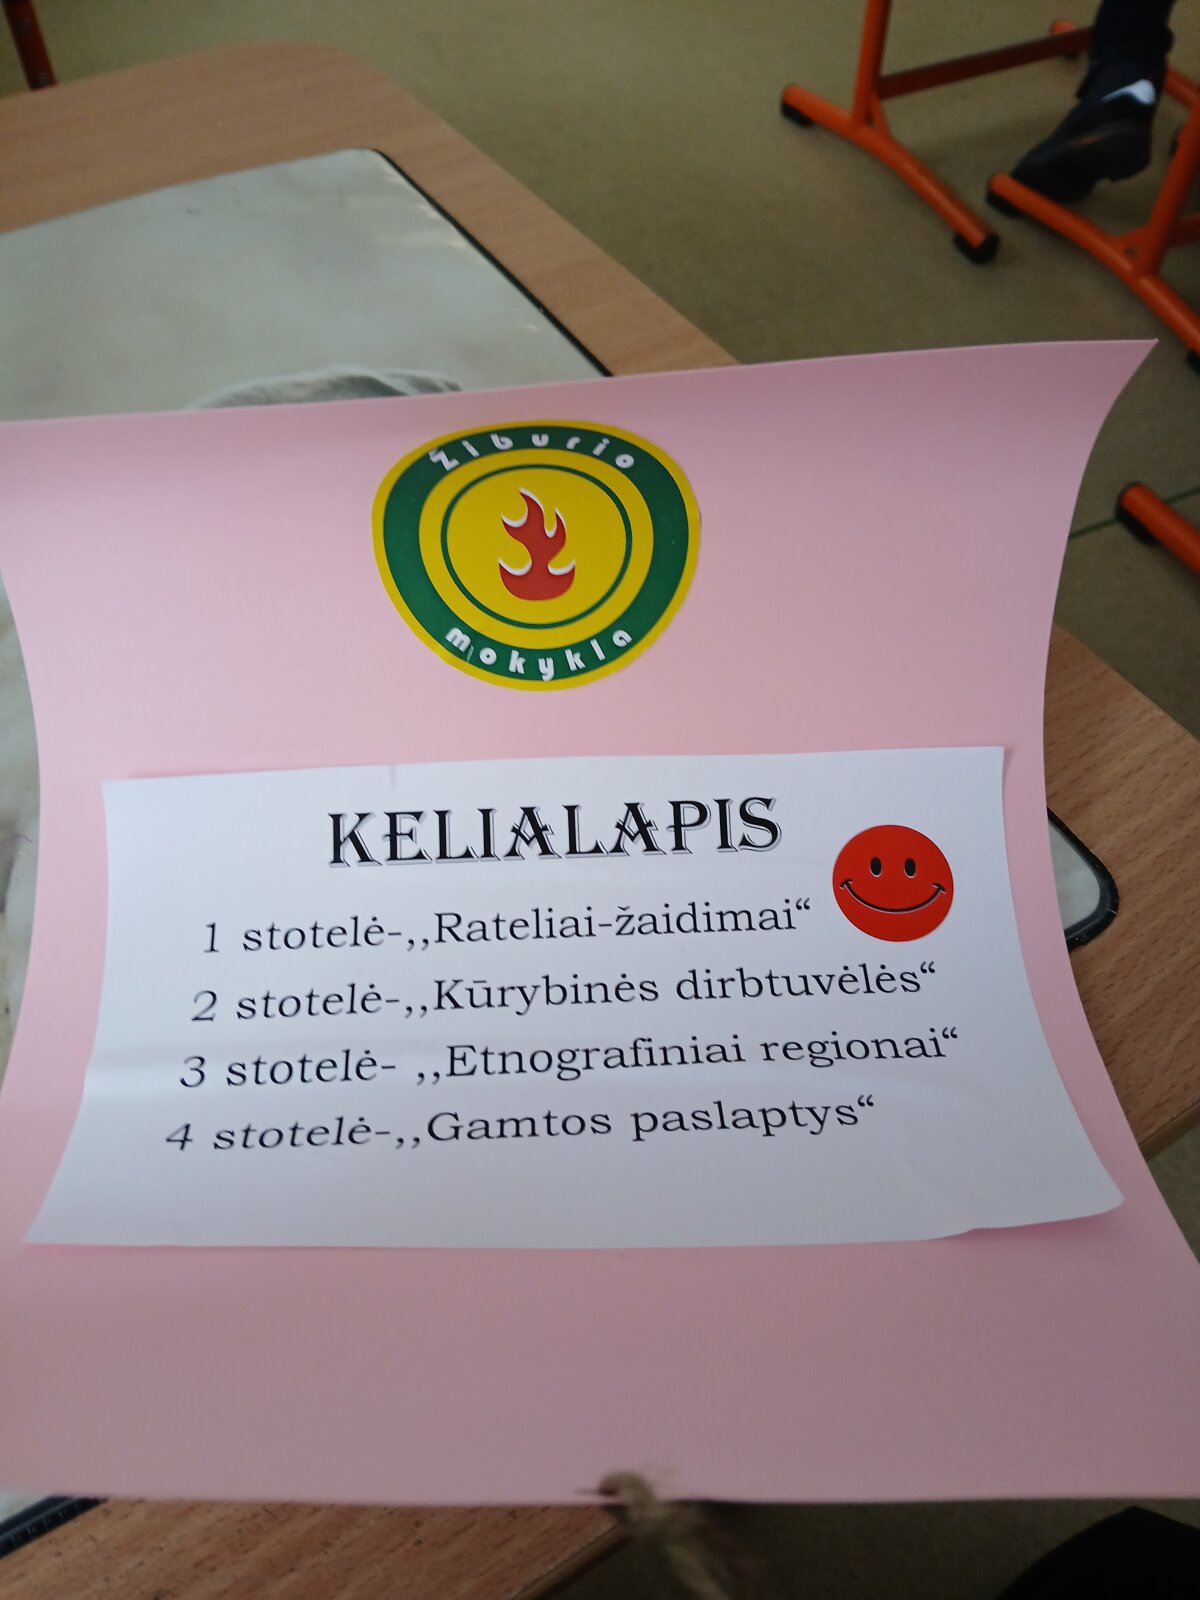 Žiburio
mokykla
KELIALAPIS
1 stotelė-,,Rateliai-žaidimai“
2 stotelė-,,Kūrybinės dirbtuvėlės“
3 stotelė- ,,Etnografiniai regionai“
4 stotelė-,,Gamtos paslaptys“